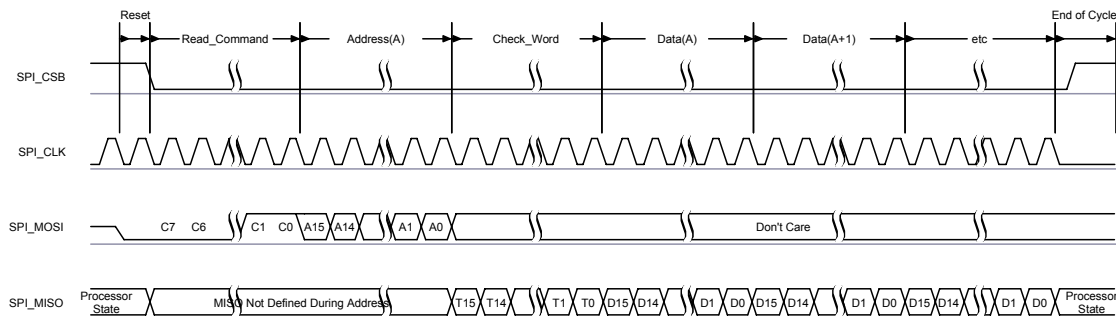 Reset End of Cycle
Read_Command Address(A) Check_Word Data(A) Data(A+1) etc
SPI_CSB
SPI_CLK
SPI_MOSI C7 C6 C1 C0 A15 A14 A1 A0 Don't Care
SPI_MISO Processor State MISO Not Defined During Address T15 T14 T1 T0 D15 D14 D1 D0 D15 D14 D1 D0 D15 D14 D1 D0 Processor State